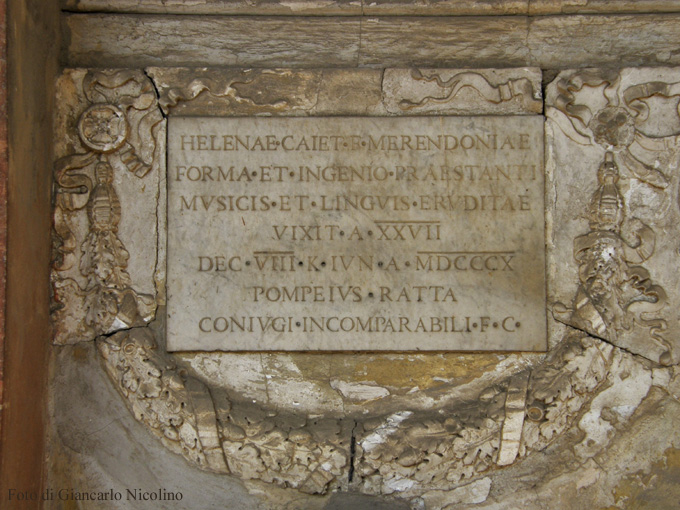 HELENAE•CAIET•E•MERENDONIAE
FORMA•ET•INGENIO•PRAESTANTI
MVSICIS•ET•LINGUIS•ERVDITAE
VIXIT•A•XXVII
DEC•VIII•K•IVN•A•MDCCCX
POMPEIVS•RATTA
CONIVGI•INCOMPARABILI•F•C•
Foto di Giancarlo Nicolino